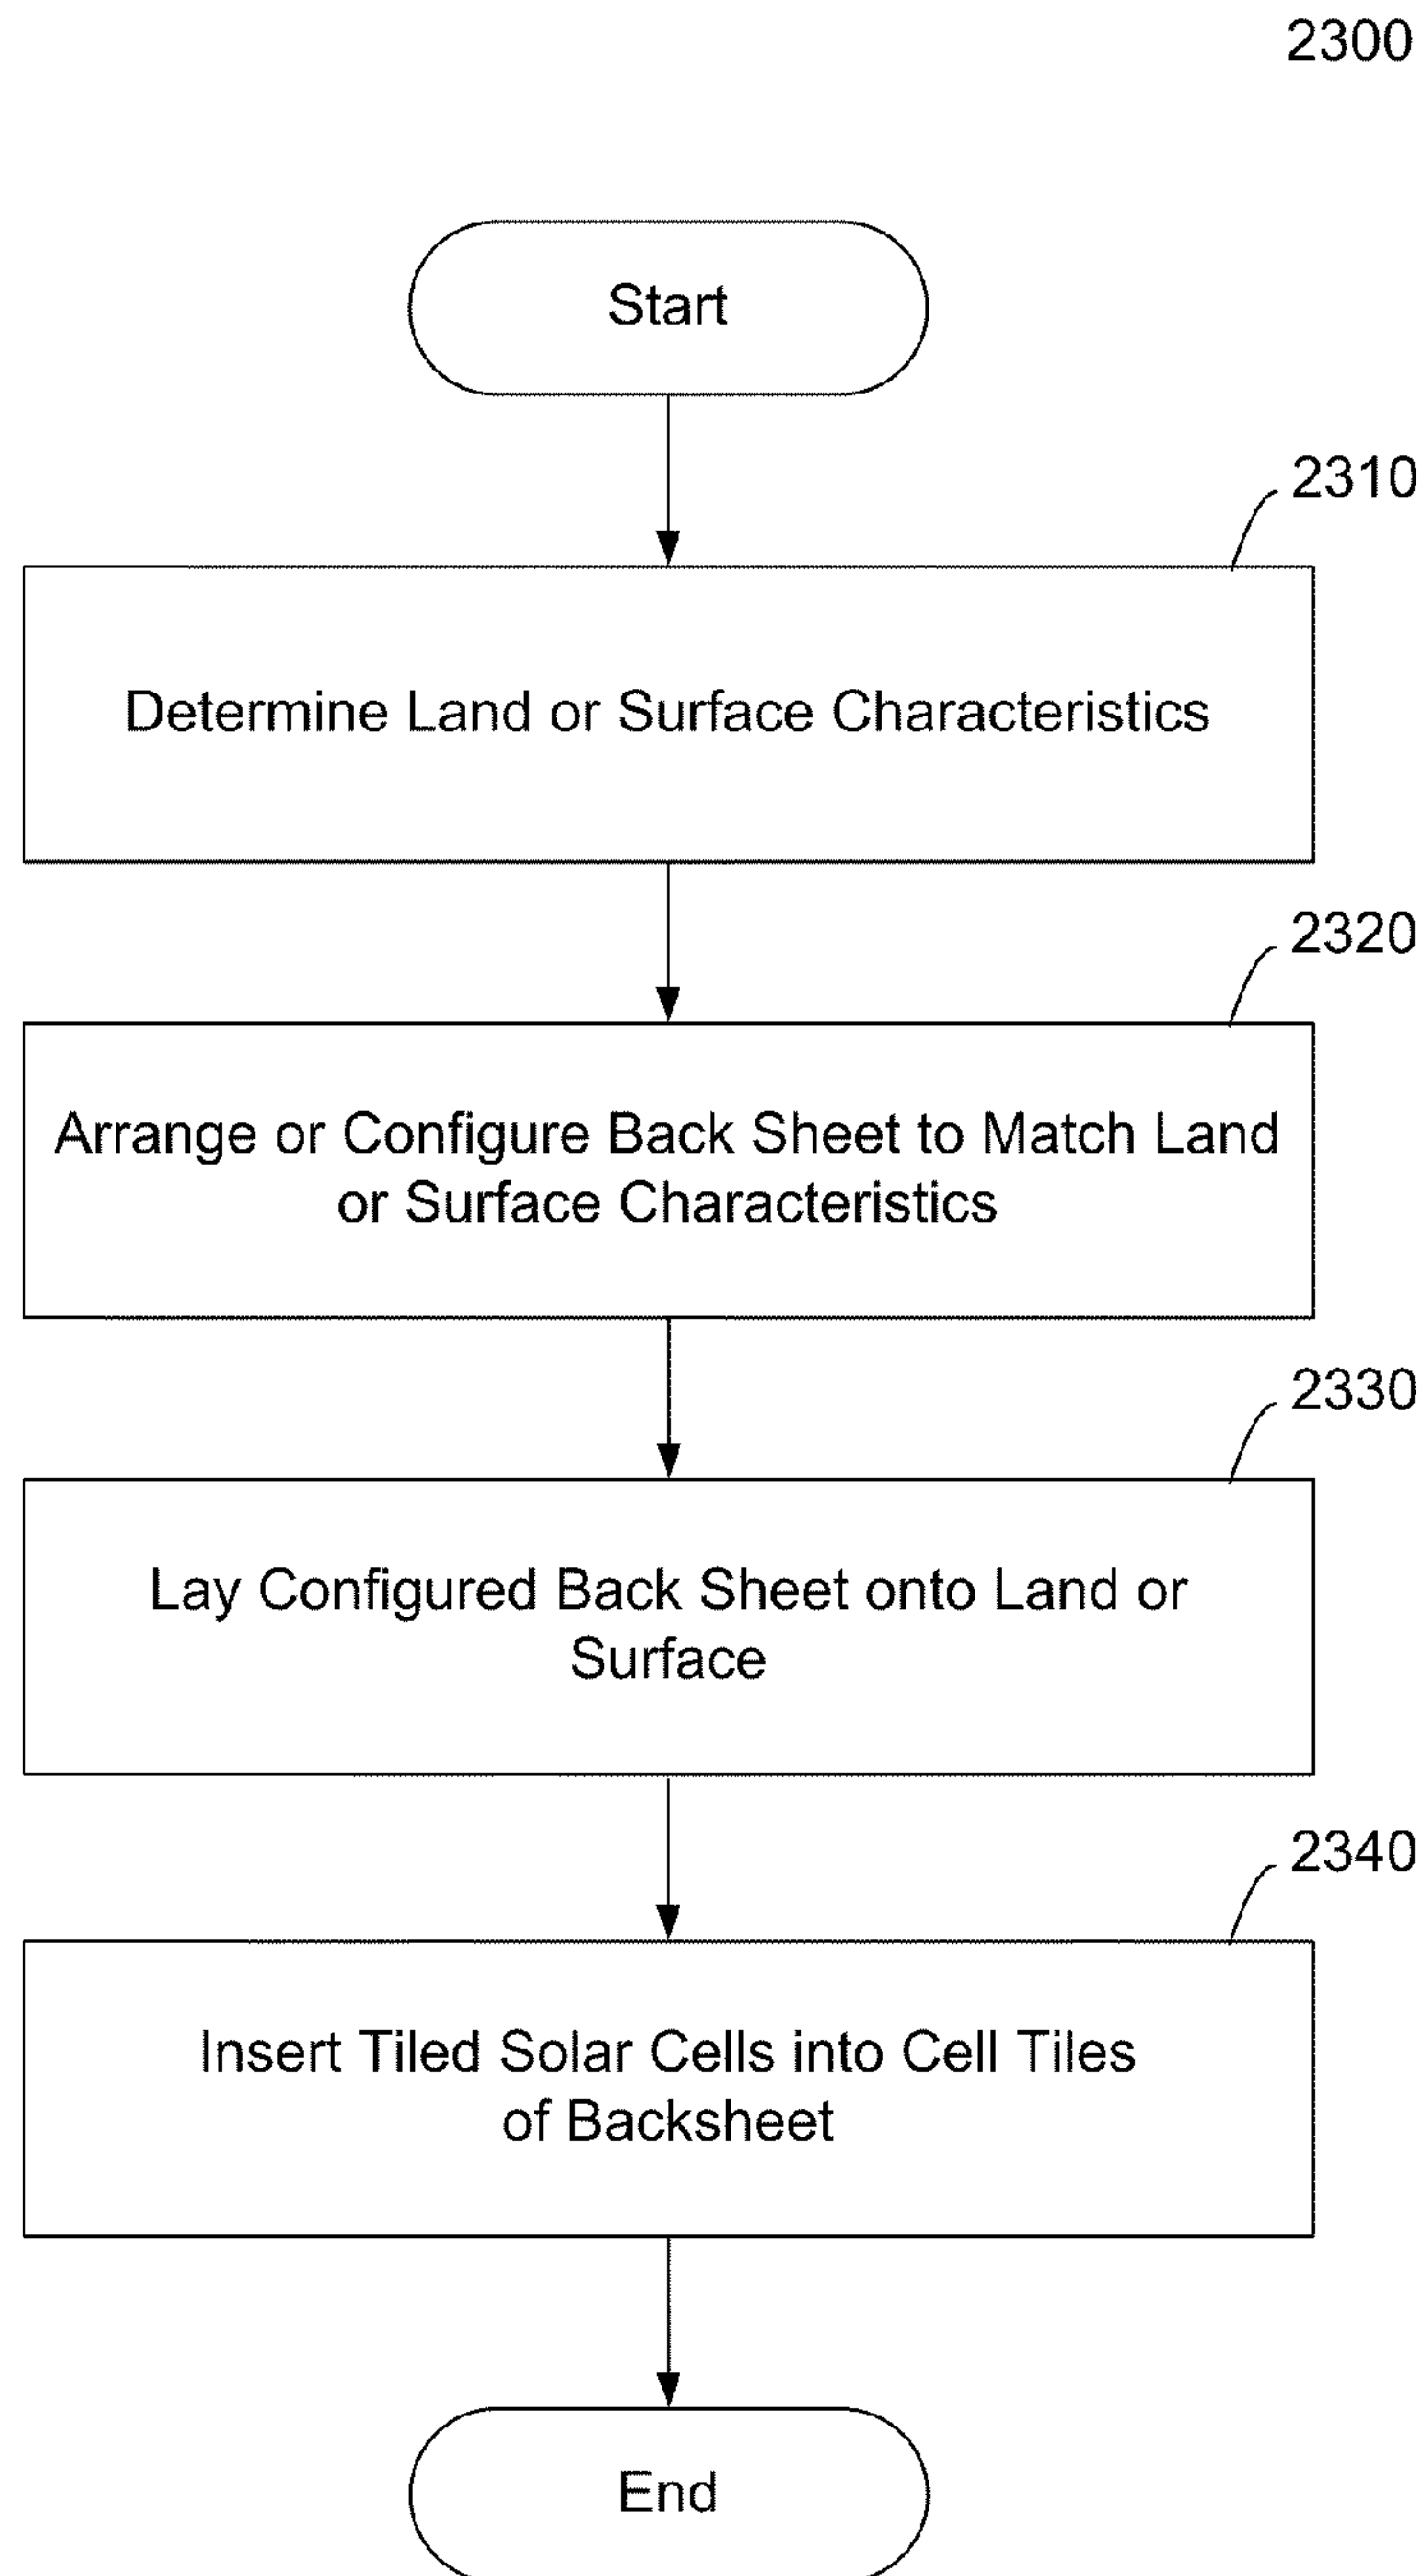 2300
Start
2310
Determine Land or Surface Characteristics
2320
Arrange or Configure Back Sheet to Match Land
or Surface Characteristics
2330
Lay Configured Back Sheet onto Land or
Surface
2340
Insert Tiled Solar Cells into Cell Tiles
of Backsheet
End